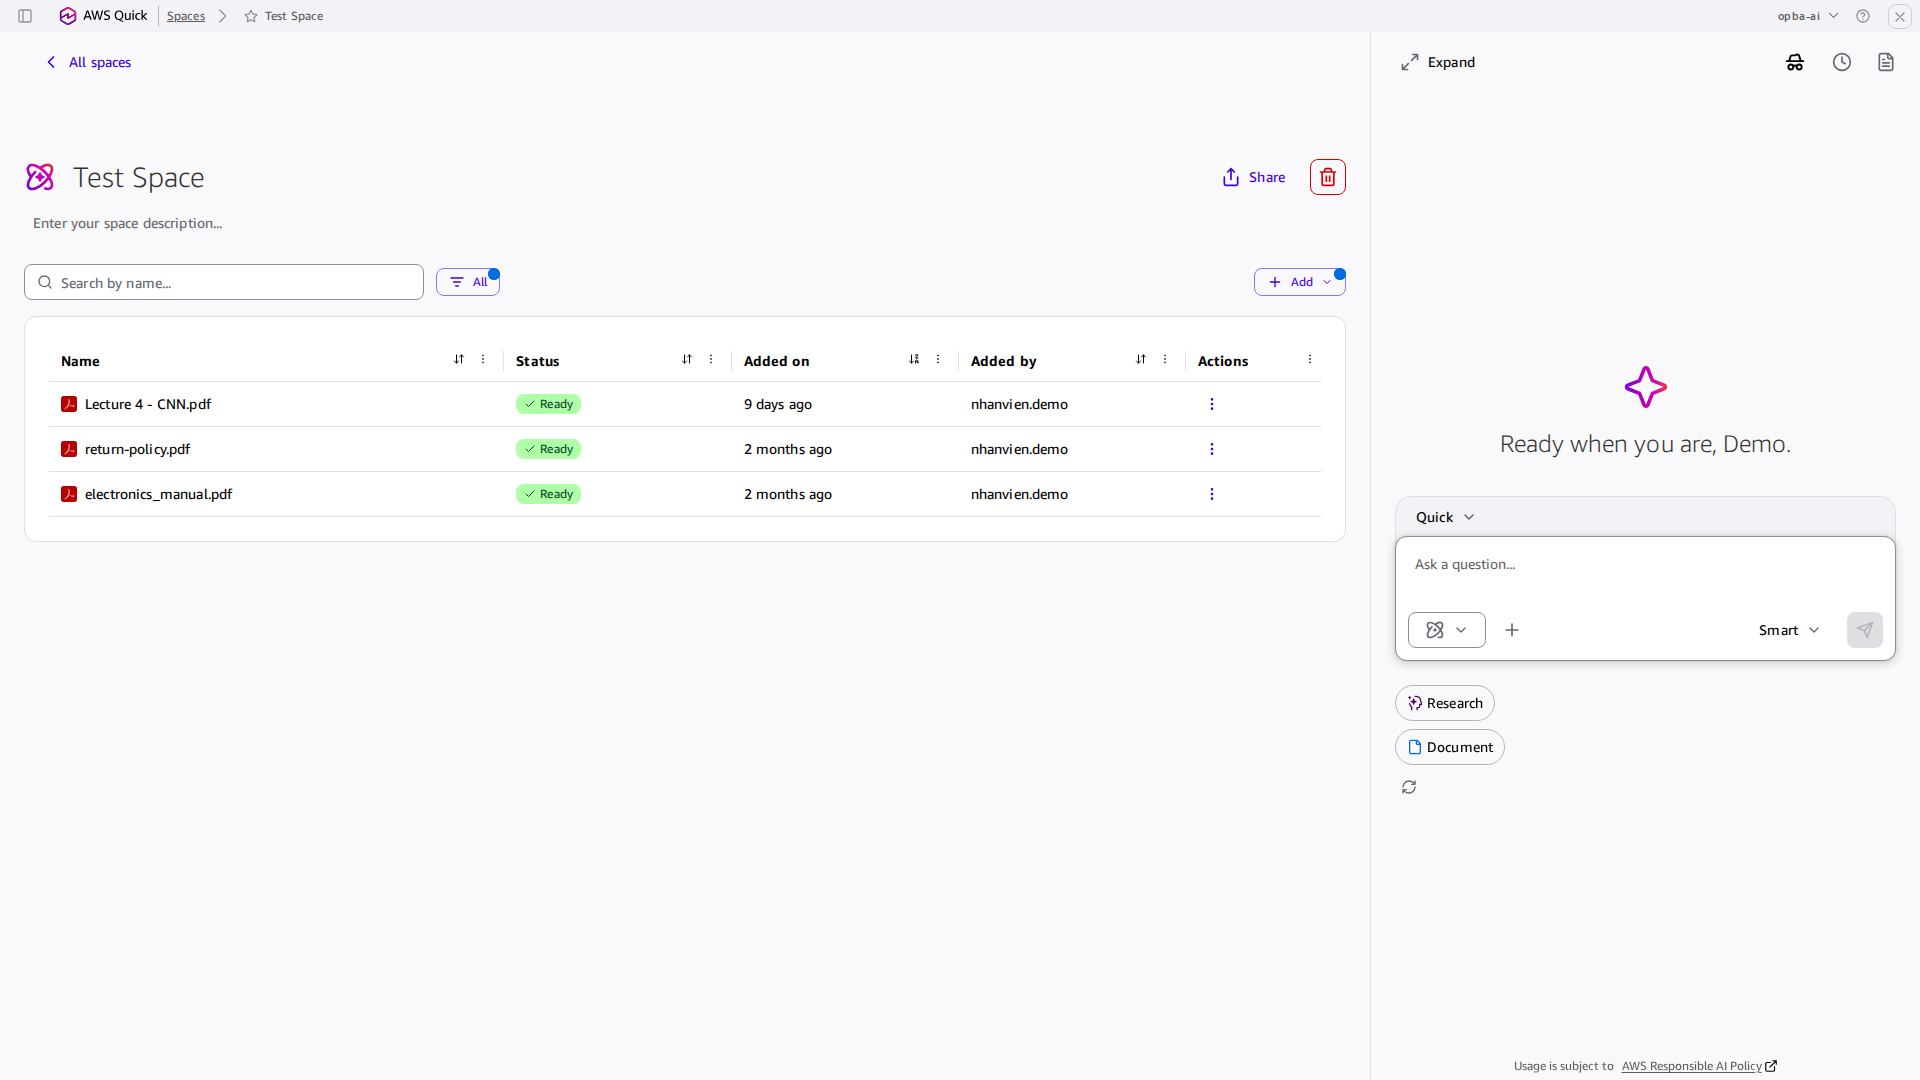 AWS Quick Spaces Test Space opba-ai
All spaces
Expand
Test Space
Share
Enter your space description...
Search by name...
All
Add
Name Status Added on Added by Actions
Lecture 4 - CNN.pdf Ready 9 days ago nhanvien.demo
return-policy.pdf Ready 2 months ago nhanvien.demo
electronics_manual.pdf Ready 2 months ago nhanvien.demo
Ready when you are, Demo.
Quick
Ask a question...
Smart
Research
Document
Usage is subject to AWS Responsible AI Policy